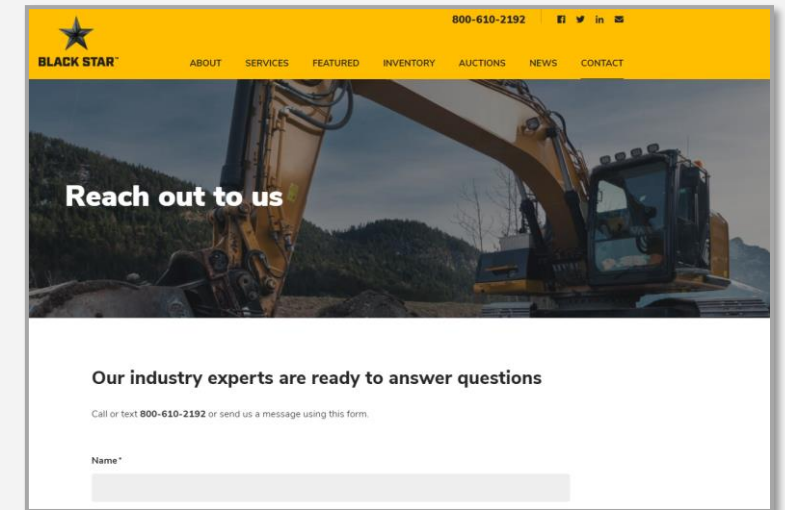 800-610-2192
BLACK STAR™
ABOUT SERVICES FEATURED INVENTORY AUCTIONS NEWS CONTACT
Reach out to us
Our industry experts are ready to answer questions
Call or text 800-610-2192 or send us a message using this form.
Name*